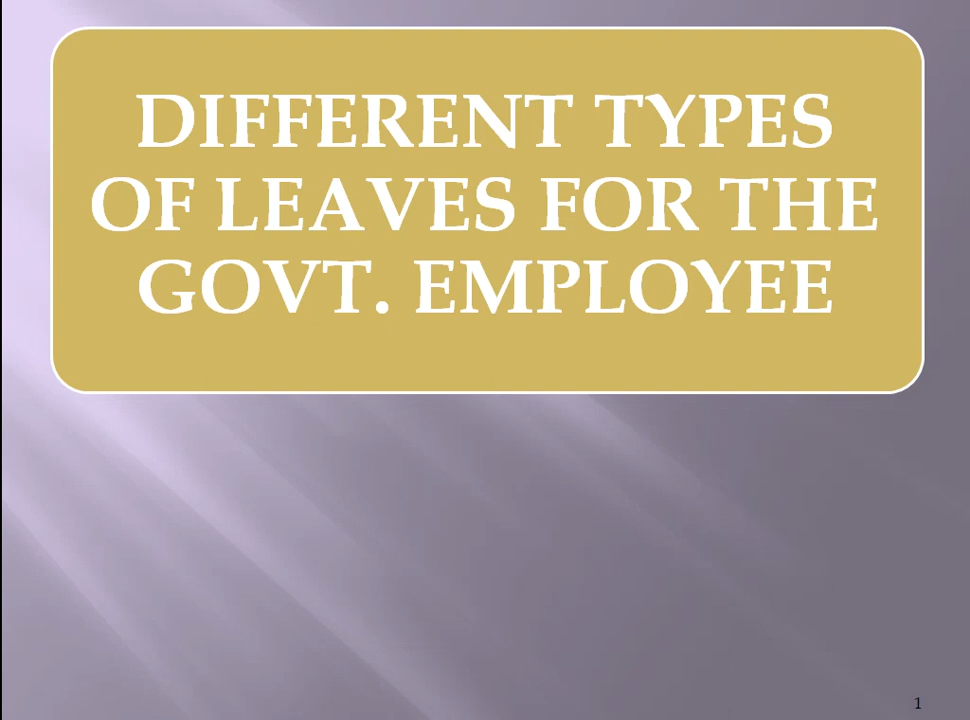 DIFFERENT TYPES
OF LEAVES FOR THE
GOVT. EMPLOYEE
1